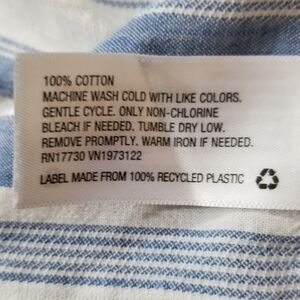 100% COTTON
MACHINE WASH COLD WITH LIKE COLORS.
GENTLE CYCLE. ONLY NON-CHLORINE
BLEACH IF NEEDED. TUMBLE DRY LOW.
REMOVE PROMPTLY. WARM IRON IF NEEDED.
RN17730 VN1973122
LABEL MADE FROM 100% RECYCLED PLASTIC